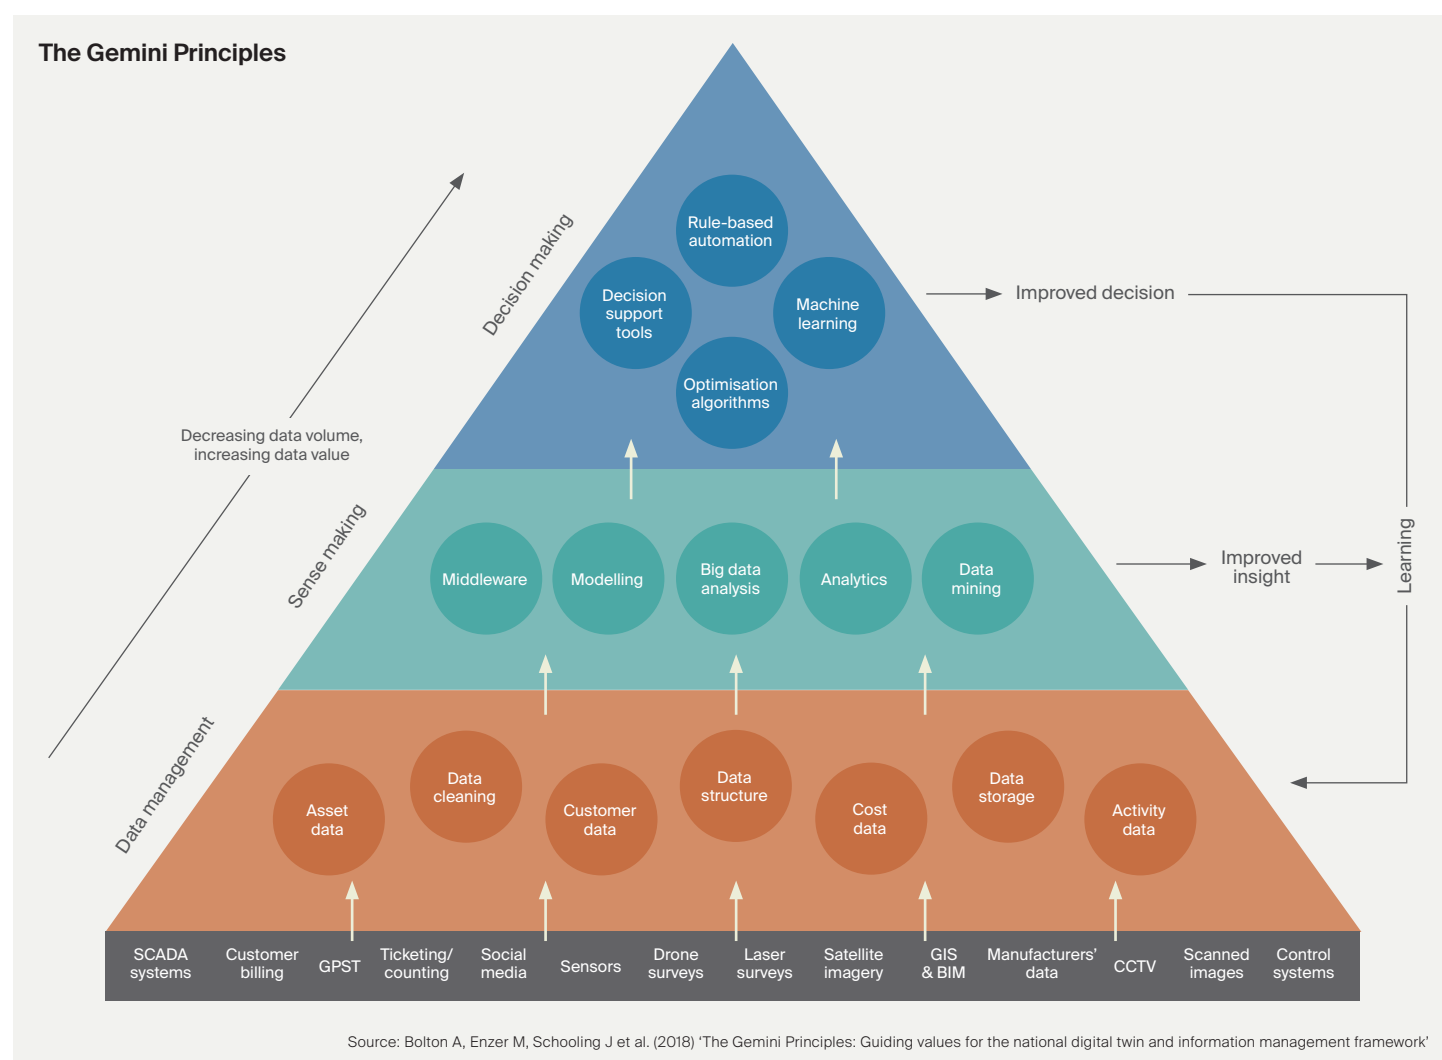 The Gemini Principles
Rule-based
automation
Decision
support
tools
Machine
learning
Optimisation
algorithms
Decision making
Improved decision
Decreasing data volume,
increasing data value
Sense making
Middleware
Modelling
Big data
analysis
Analytics
Data
mining
Improved
insight
Learning
Data management
Asset
data
Data
cleaning
Customer
data
Data
structure
Cost
data
Data
storage
Activity
data
SCADA
systems
Customer
billing
GPST
Ticketing/
counting
Social
media
Sensors
Drone
surveys
Laser
surveys
Satellite
imagery
GIS
& BIM
Manufacturers’
data
CCTV
Scanned
images
Control
systems
Source: Bolton A, Enzer M, Schooling J et al. (2018) ‘The Gemini Principles: Guiding values for the national digital twin and information management framework’